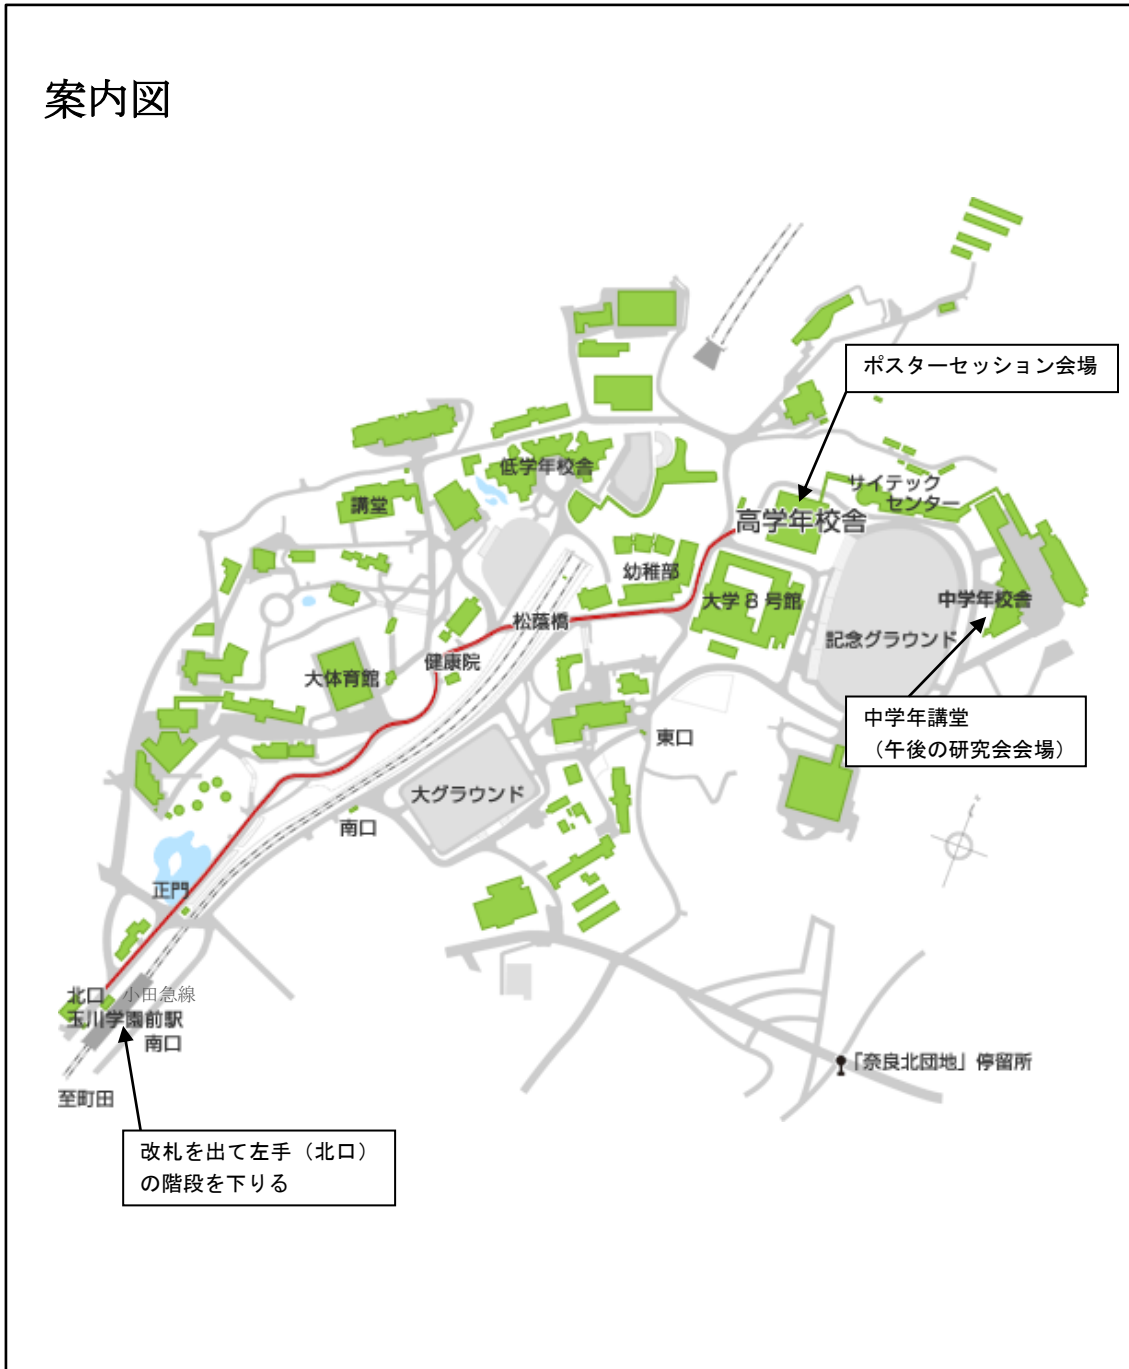 案内図
ポスターセッション会場
低学年校舎
サイテック
センター
講堂
高学年校舎
幼稚部
大学8号館
中学年校舎
松蔭橋
記念グラウンド
健康院
大体育館
中学年講堂
（午後の研究会会場）
東口
大グラウンド
南口
正門
北口
小田急線
玉川学園前駅
南口
「奈良北団地」停留所
至町田
改札を出て左手（北口）
の階段を下りる